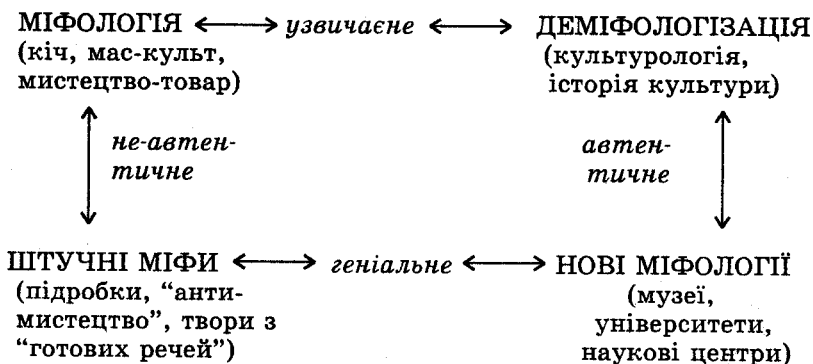 МІФОЛОГІЯ ⟷ узвичаєне ⟷ ДЕМІФОЛОГІЗАЦІЯ
(кіч, мас-культ,
мистецтво-товар)
(культурологія,
історія культури)
не-автен-
тичне
автен-
тичне
ШТУЧНІ МІФИ ⟷ геніальне ⟷ НОВІ МІФОЛОГІЇ
(підробки, “анти-
мистецтво”, твори з
“готових речей”)
(музеї,
університети,
наукові центри)